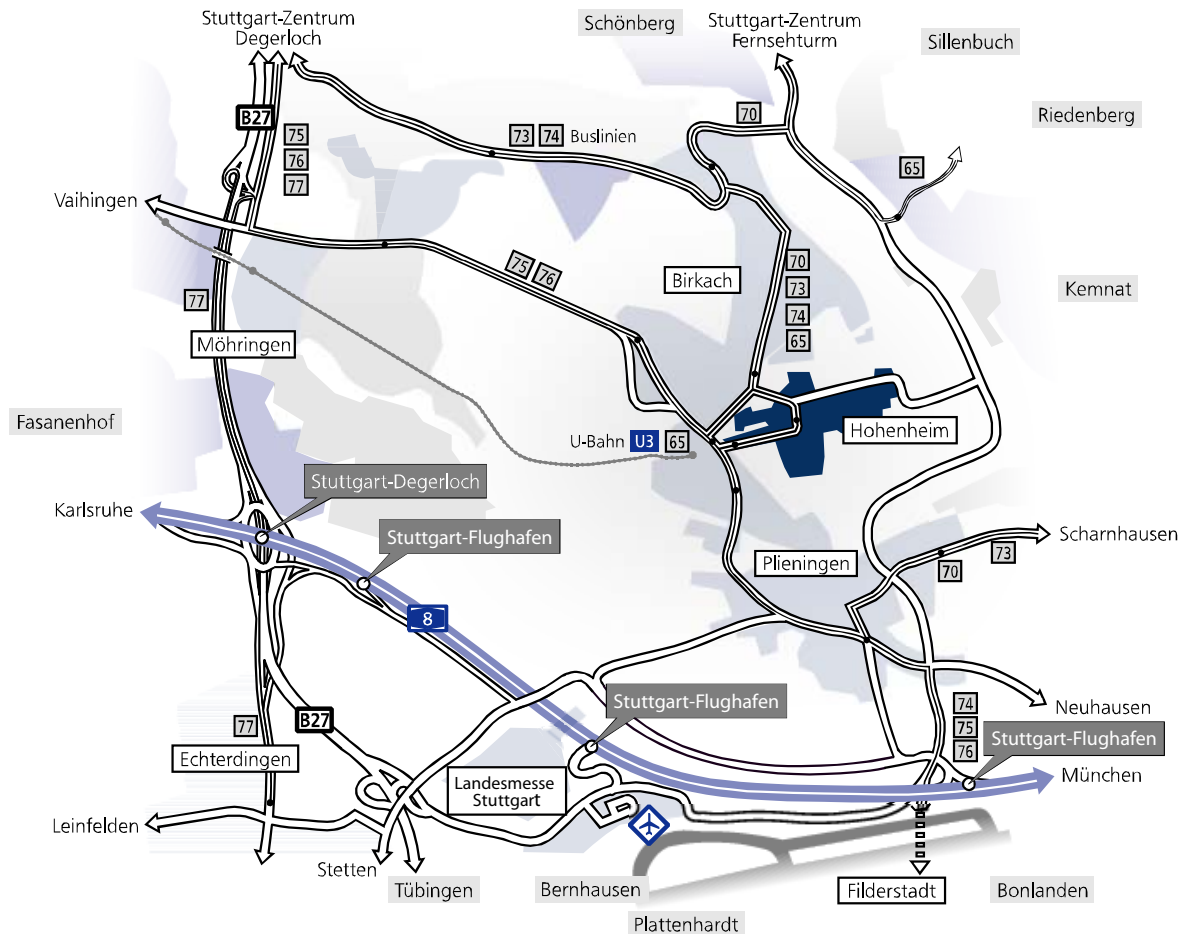 Stuttgart-Zentrum
Degerloch
Schönberg
Stuttgart-Zentrum
Fernsehturm
Sillenbuch
B27
75
76
77
73 74 Buslinien
70
Riedenberg
65
Vaihingen
75 76
Birkach
70
73
74
65
Kemnat
77
Möhringen
Fasanenhof
U-Bahn U3 65
Hohenheim
Stuttgart-Degerloch
Karlsruhe
Stuttgart-Flughafen
Scharnhausen
73
70
Plieningen
8
Stuttgart-Flughafen
Neuhausen
74
75
76
Stuttgart-Flughafen
77
B27
Echterdingen
Landesmesse
Stuttgart
München
Leinfelden
Stetten
Tübingen
Bernhausen
Filderstadt
Bonlanden
Plattenhardt